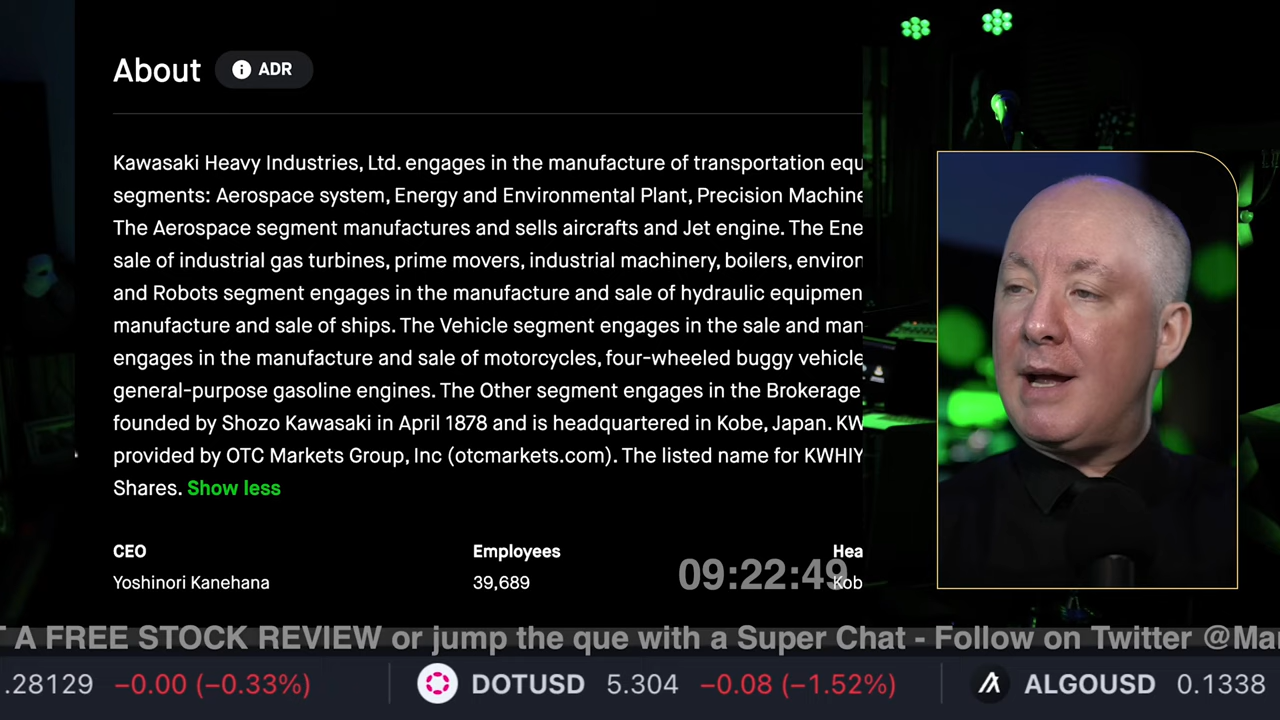 About
ADR
Kawasaki Heavy Industries, Ltd. engages in the manufacture of transportation equ
segments: Aerospace system, Energy and Environmental Plant, Precision Machine
The Aerospace segment manufactures and sells aircrafts and Jet engine. The Ene
sale of industrial gas turbines, prime movers, industrial machinery, boilers, environ
and Robots segment engages in the manufacture and sale of hydraulic equipmen
manufacture and sale of ships. The Vehicle segment engages in the sale and man
engages in the manufacture and sale of motorcycles, four-wheeled buggy vehicle
general-purpose gasoline engines. The Other segment engages in the Brokerage
founded by Shozo Kawasaki in April 1878 and is headquartered in Kobe, Japan. KW
provided by OTC Markets Group, Inc (otcmarkets.com). The listed name for KWHIY
Shares. Show less
CEO Employees Hea
Yoshinori Kanehana 39,689 Kob
09:22:49
T A FREE STOCK REVIEW or jump the que with a Super Chat - Follow on Twitter @Mar
.28129 −0.00 (−0.33%) DOTUSD 5.304 −0.08 (−1.52%) ALGOUSD 0.1338